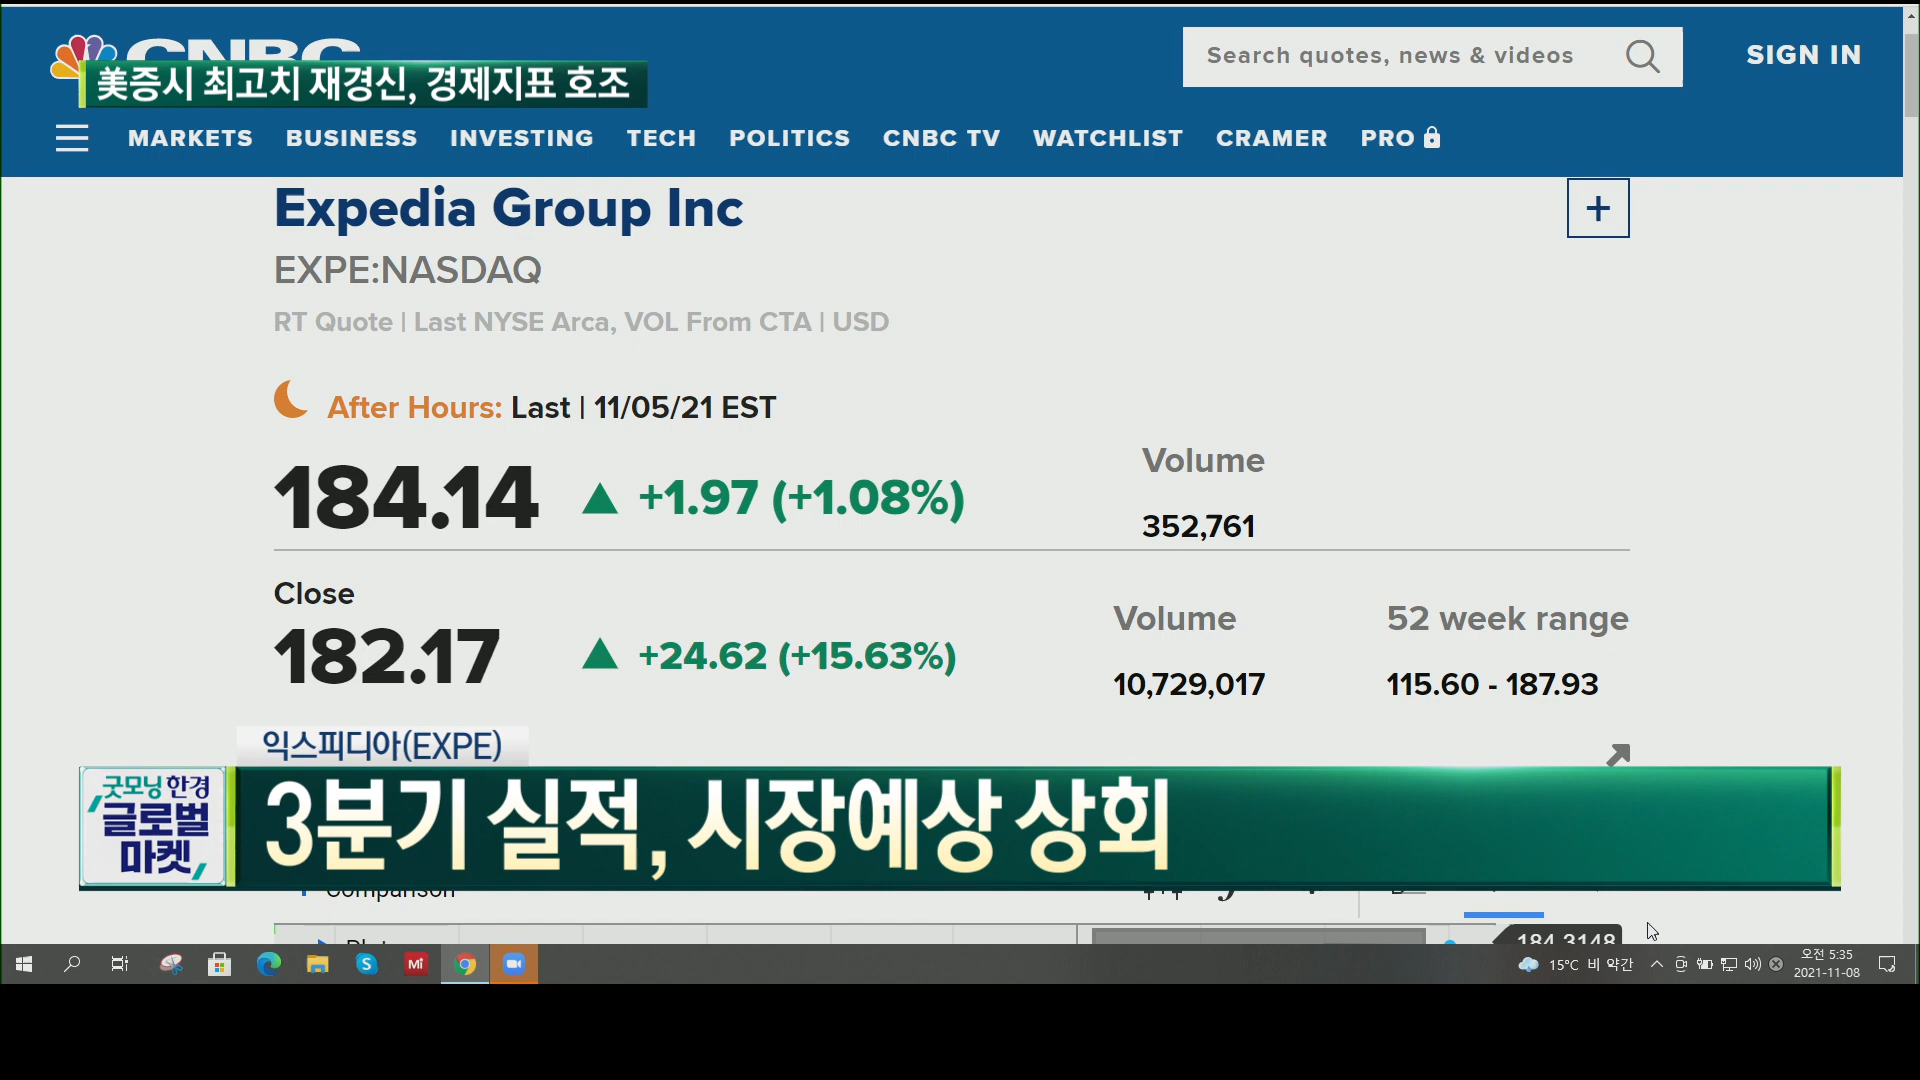 CNBC
美증시 최고치 재경신, 경제지표 호조
Search quotes, news & videos
SIGN IN
MARKETS BUSINESS INVESTING TECH POLITICS CNBC TV WATCHLIST CRAMER PRO
Expedia Group Inc
+
EXPE:NASDAQ
RT Quote | Last NYSE Arca, VOL From CTA | USD
After Hours: Last | 11/05/21 EST
184.14 ▲ +1.97 (+1.08%)
Volume
352,761
Close
182.17 ▲ +24.62 (+15.63%)
Volume
10,729,017
52 week range
115.60 - 187.93
익스피디아(EXPE)
굿모닝 한경
글로벌
마켓
3분기 실적, 시장예상 상회
Comparison
184.3148
15°C 비 약간
오전 5:35
2021-11-08